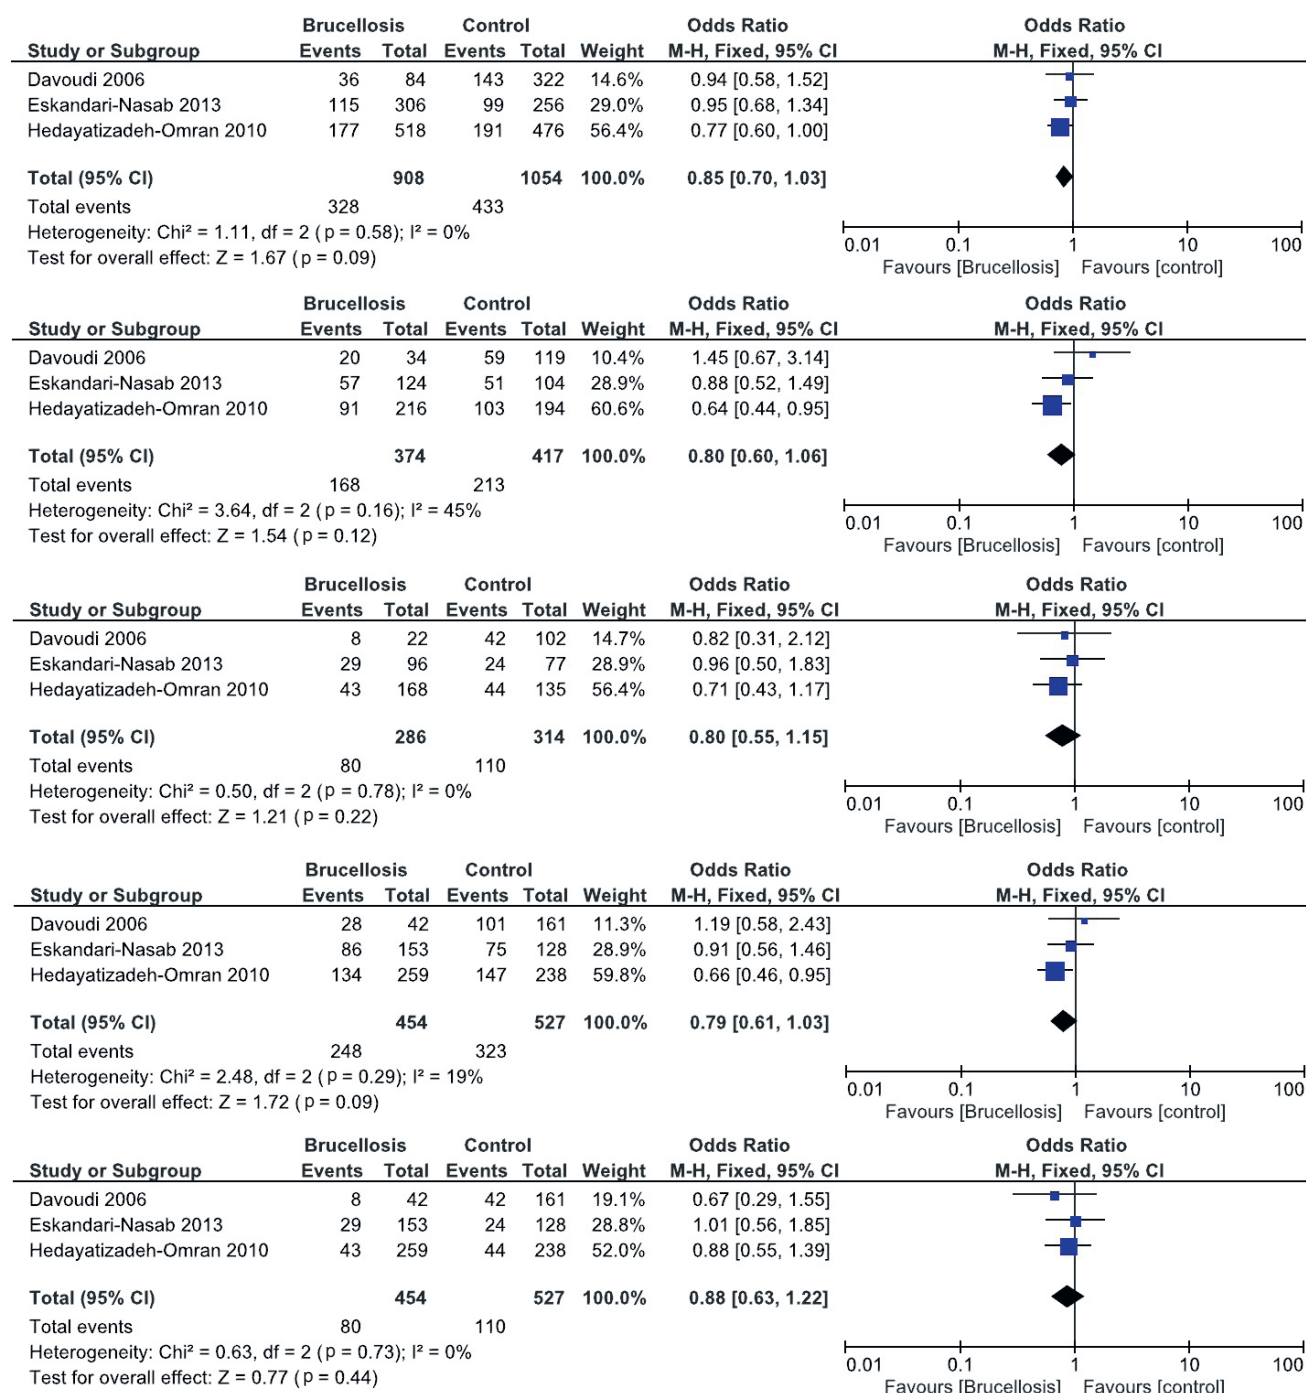 Brucellosis Control Odds Ratio Odds Ratio
Study or Subgroup Events Total Events Total Weight M-H, Fixed, 95% CI M-H, Fixed, 95% CI
Davoudi 2006 36 84 143 322 14.6% 0.94 [0.58, 1.52]
Eskandari-Nasab 2013 115 306 99 256 29.0% 0.95 [0.68, 1.34]
Hedayatizadeh-Omran 2010 177 518 191 476 56.4% 0.77 [0.60, 1.00]
Total (95% CI) 908 1054 100.0% 0.85 [0.70, 1.03]
Total events 328 433
Heterogeneity: Chi² = 1.11, df = 2 (p = 0.58); I² = 0%
Test for overall effect: Z = 1.67 (p = 0.09)
0.01 0.1 1 10 100
Favours [Brucellosis] Favours [control]
Brucellosis Control Odds Ratio Odds Ratio
Study or Subgroup Events Total Events Total Weight M-H, Fixed, 95% CI M-H, Fixed, 95% CI
Davoudi 2006 20 34 59 119 10.4% 1.45 [0.67, 3.14]
Eskandari-Nasab 2013 57 124 51 104 28.9% 0.88 [0.52, 1.49]
Hedayatizadeh-Omran 2010 91 216 103 194 60.6% 0.64 [0.44, 0.95]
Total (95% CI) 374 417 100.0% 0.80 [0.60, 1.06]
Total events 168 213
Heterogeneity: Chi² = 3.64, df = 2 (p = 0.16); I² = 45%
Test for overall effect: Z = 1.54 (p = 0.12)
0.01 0.1 1 10 100
Favours [Brucellosis] Favours [control]
Brucellosis Control Odds Ratio Odds Ratio
Study or Subgroup Events Total Events Total Weight M-H, Fixed, 95% CI M-H, Fixed, 95% CI
Davoudi 2006 8 22 42 102 14.7% 0.82 [0.31, 2.12]
Eskandari-Nasab 2013 29 96 24 77 28.9% 0.96 [0.50, 1.83]
Hedayatizadeh-Omran 2010 43 168 44 135 56.4% 0.71 [0.43, 1.17]
Total (95% CI) 286 314 100.0% 0.80 [0.55, 1.15]
Total events 80 110
Heterogeneity: Chi² = 0.50, df = 2 (p = 0.78); I² = 0%
Test for overall effect: Z = 1.21 (p = 0.22)
0.01 0.1 1 10 100
Favours [Brucellosis] Favours [control]
Brucellosis Control Odds Ratio Odds Ratio
Study or Subgroup Events Total Events Total Weight M-H, Fixed, 95% CI M-H, Fixed, 95% CI
Davoudi 2006 28 42 101 161 11.3% 1.19 [0.58, 2.43]
Eskandari-Nasab 2013 86 153 75 128 28.9% 0.91 [0.56, 1.46]
Hedayatizadeh-Omran 2010 134 259 147 238 59.8% 0.66 [0.46, 0.95]
Total (95% CI) 454 527 100.0% 0.79 [0.61, 1.03]
Total events 248 323
Heterogeneity: Chi² = 2.48, df = 2 (p = 0.29); I² = 19%
Test for overall effect: Z = 1.72 (p = 0.09)
0.01 0.1 1 10 100
Favours [Brucellosis] Favours [control]
Brucellosis Control Odds Ratio Odds Ratio
Study or Subgroup Events Total Events Total Weight M-H, Fixed, 95% CI M-H, Fixed, 95% CI
Davoudi 2006 8 42 42 161 19.1% 0.67 [0.29, 1.55]
Eskandari-Nasab 2013 29 153 24 128 28.8% 1.01 [0.56, 1.85]
Hedayatizadeh-Omran 2010 43 259 44 238 52.0% 0.88 [0.55, 1.39]
Total (95% CI) 454 527 100.0% 0.88 [0.63, 1.22]
Total events 80 110
Heterogeneity: Chi² = 0.63, df = 2 (p = 0.73); I² = 0%
Test for overall effect: Z = 0.77 (p = 0.44)
0.01 0.1 1 10 100
Favours [Brucellosis] Favours [control]